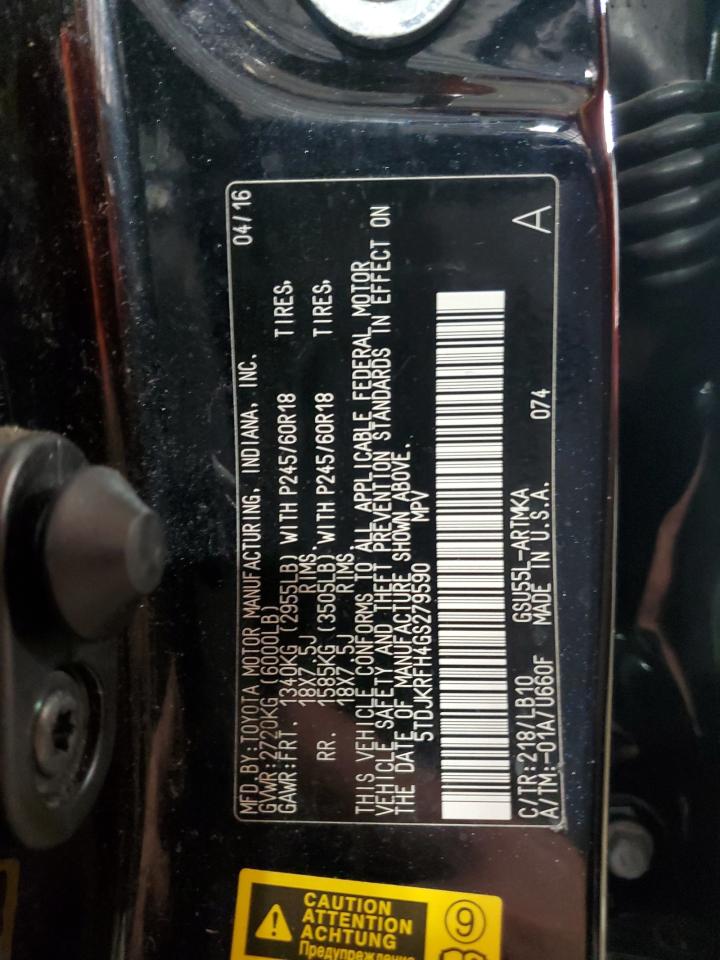 MFD.BY:TOYOTA MOTOR MANUFACTURING, INDIANA, INC. 04/16
GVWR:2720KG (6000LB)
GAWR:FRT. 1340KG (2955LB) WITH P245/60R18 TIRES,
18X7.5J RIMS.
RR. 1585KG (3505LB) WITH P245/60R18 TIRES,
18X7.5J RIMS.
THIS VEHICLE CONFORMS TO ALL APPLICABLE FEDERAL MOTOR
VEHICLE SAFETY AND THEFT PREVENTION STANDARDS IN EFFECT ON
THE DATE OF MANUFACTURE SHOWN ABOVE.
5TDJKRFH4GS279590 MPV
C/TR:218/LB10 GSU55L-ARTMKA
A/TM:-01A/U660F MADE IN U.S.A. 074 A
CAUTION
ATTENTION
ACHTUNG
Предупреждение
9